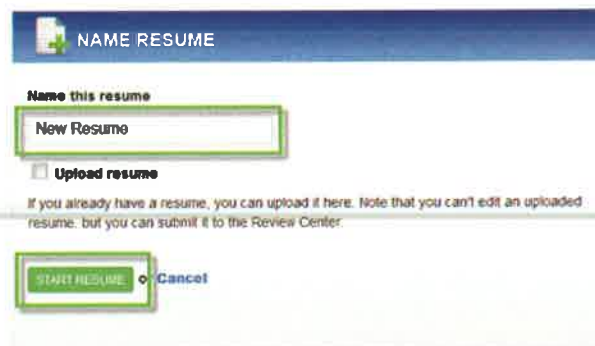 NAME RESUME
Name this resume
New Resume
Upload resume
If you already have a resume, you can upload it here. Note that you can't edit an uploaded
resume, but you can submit it to the Review Center.
START RESUME or Cancel